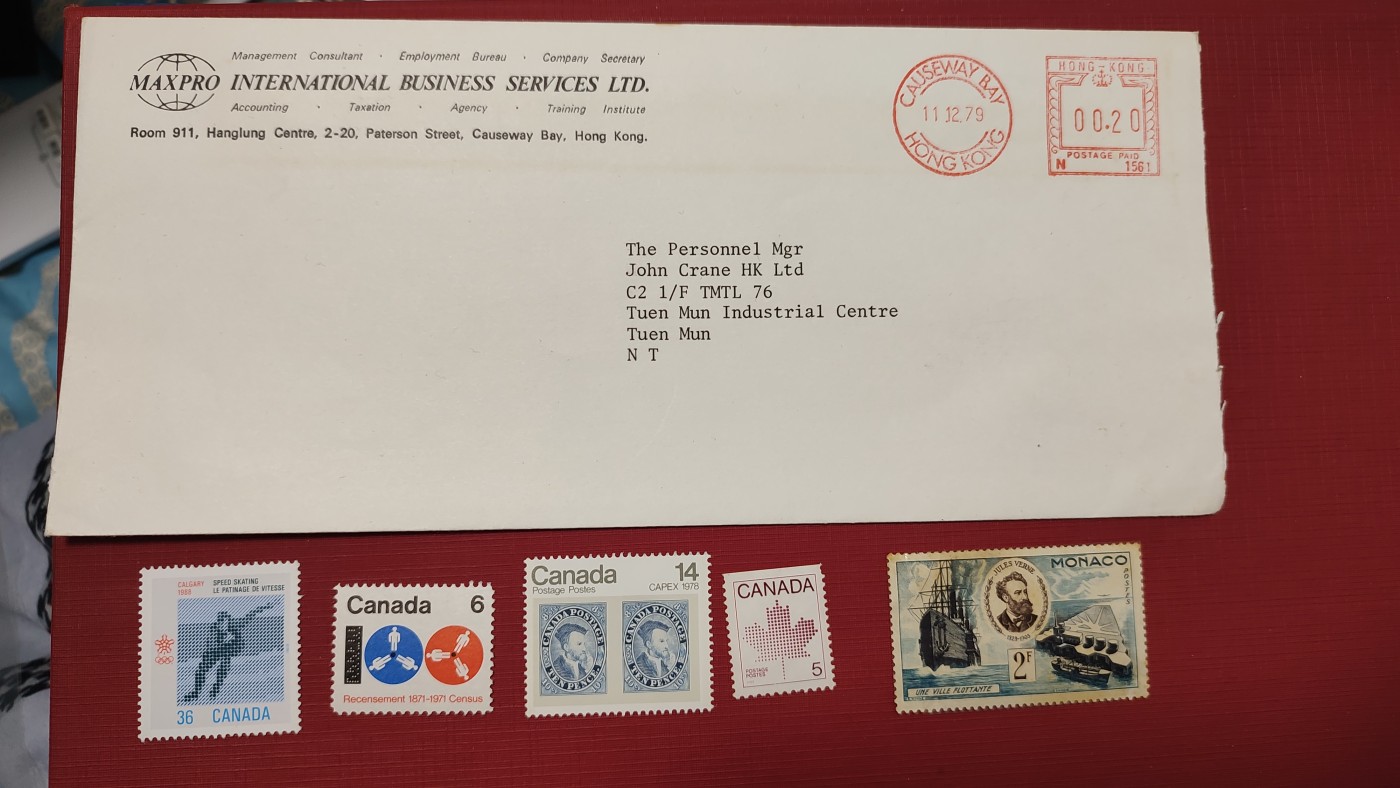 Management Consultant · Employment Bureau · Company Secretary
MAXPRO INTERNATIONAL BUSINESS SERVICES LTD.
Accounting · Taxation · Agency · Training Institute
Room 911, Hanglung Centre, 2-20, Paterson Street, Causeway Bay, Hong Kong.
CAUSEWAY BAY
11.12.79
HONG KONG
HONG-KONG
00.20
POSTAGE PAID
N 1561
The Personnel Mgr
John Crane HK Ltd
C2 1/F TMTL 76
Tuen Mun Industrial Centre
Tuen Mun
N T
CALGARY
1988
SPEED SKATING
LE PATINAGE DE VITESSE
36 CANADA
Canada 6
Recensement 1871-1971 Census
Canada 14
Postage Postes CAPEX 1978
CANADA POSTAGE
TEN PENCE
CANADA POSTAGE
TEN PENCE
CANADA
POSTAGE
POSTES
5
MONACO
POSTES
JULES VERNE
1828-1905
2F
UNE VILLE FLOTTANTE